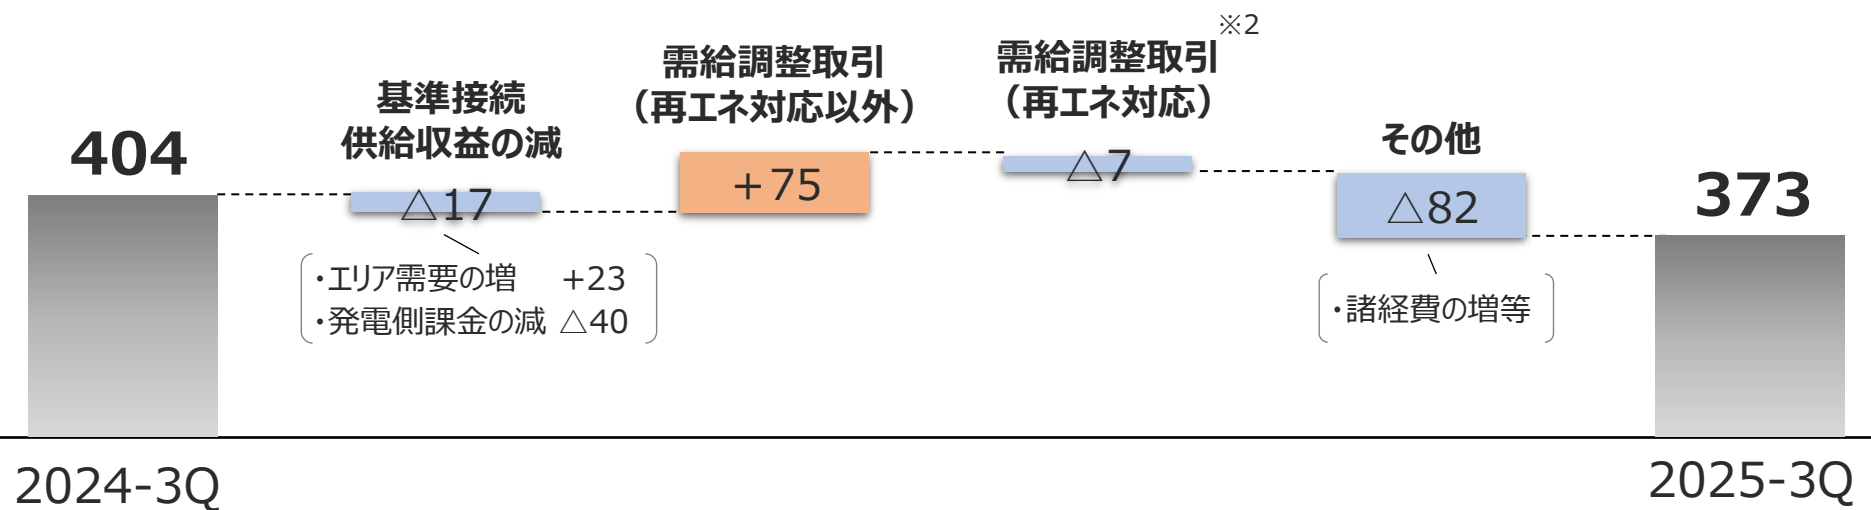 404
基準接続
供給収益の減
△17
・エリア需要の増 +23
・発電側課金の減 △40
需給調整取引
（再エネ対応以外）
+75
需給調整取引※2
（再エネ対応）
△7
その他
△82
・諸経費の増等
373
2024-3Q
2025-3Q